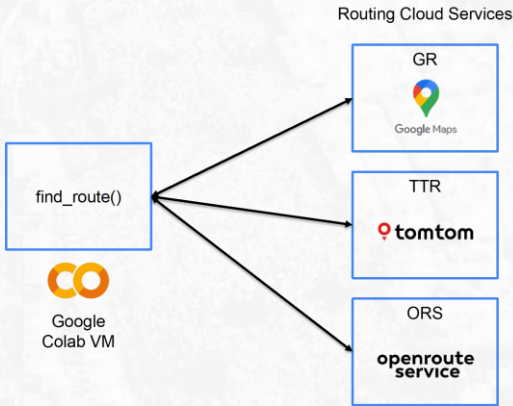 Routing Cloud Services
GR
Google Maps
find_route()
TTR
tomtom
Google
Colab VM
ORS
openroute
service